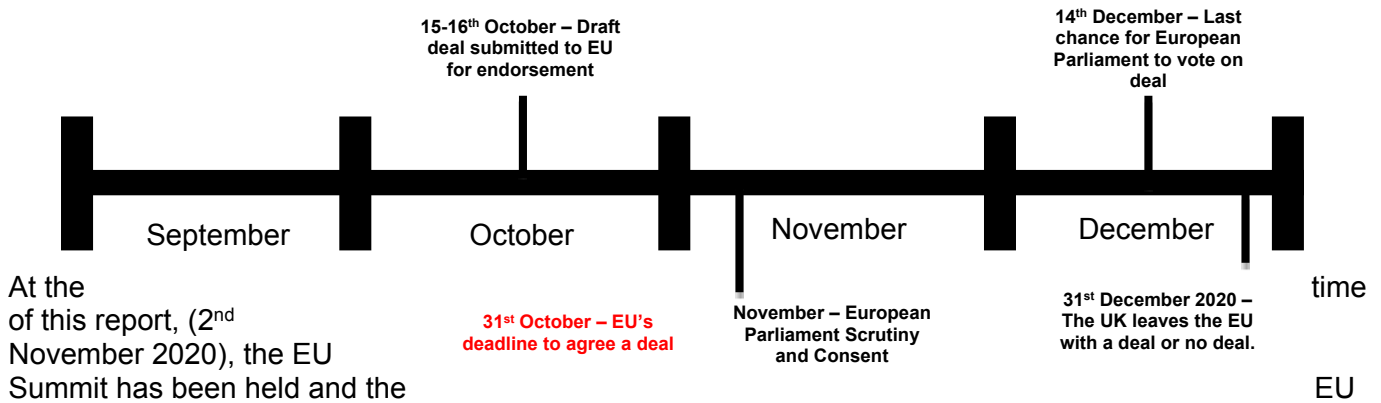 15-16th October – Draft
deal submitted to EU
for endorsement
14th December – Last
chance for European
Parliament to vote on
deal
September
October
November
December
31st October – EU’s
deadline to agree a deal
November – European
Parliament Scrutiny
and Consent
31st December 2020 –
The UK leaves the EU
with a deal or no deal.
At the time
of this report, (2nd
November 2020), the EU
Summit has been held and the EU